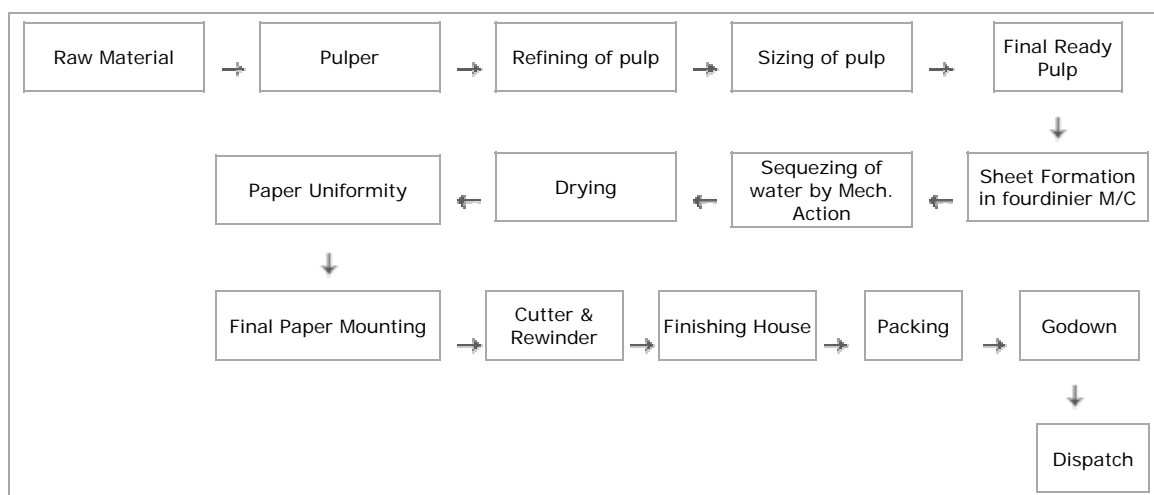 Raw Material
Pulper
Refining of pulp
Sizing of pulp
Final Ready
Pulp
Sheet Formation
in fourdinier M/C
Sequezing of
water by Mech.
Action
Drying
Paper Uniformity
Final Paper Mounting
Cutter &
Rewinder
Finishing House
Packing
Godown
Dispatch